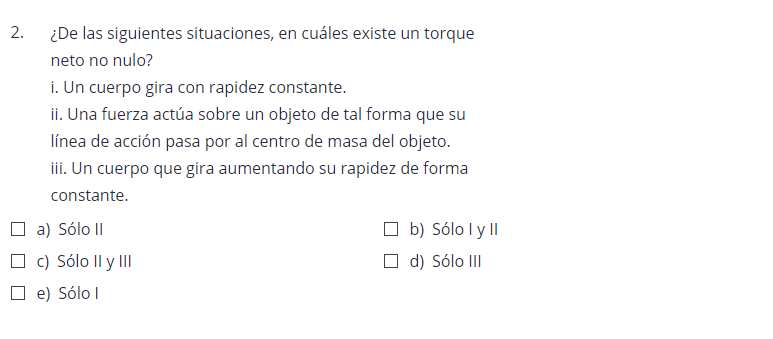 2. ¿De las siguientes situaciones, en cuáles existe un torque
neto no nulo?
i. Un cuerpo gira con rapidez constante.
ii. Una fuerza actúa sobre un objeto de tal forma que su
línea de acción pasa por al centro de masa del objeto.
iii. Un cuerpo que gira aumentando su rapidez de forma
constante.
a) Sólo II
b) Sólo I y II
c) Sólo II y III
d) Sólo III
e) Sólo I